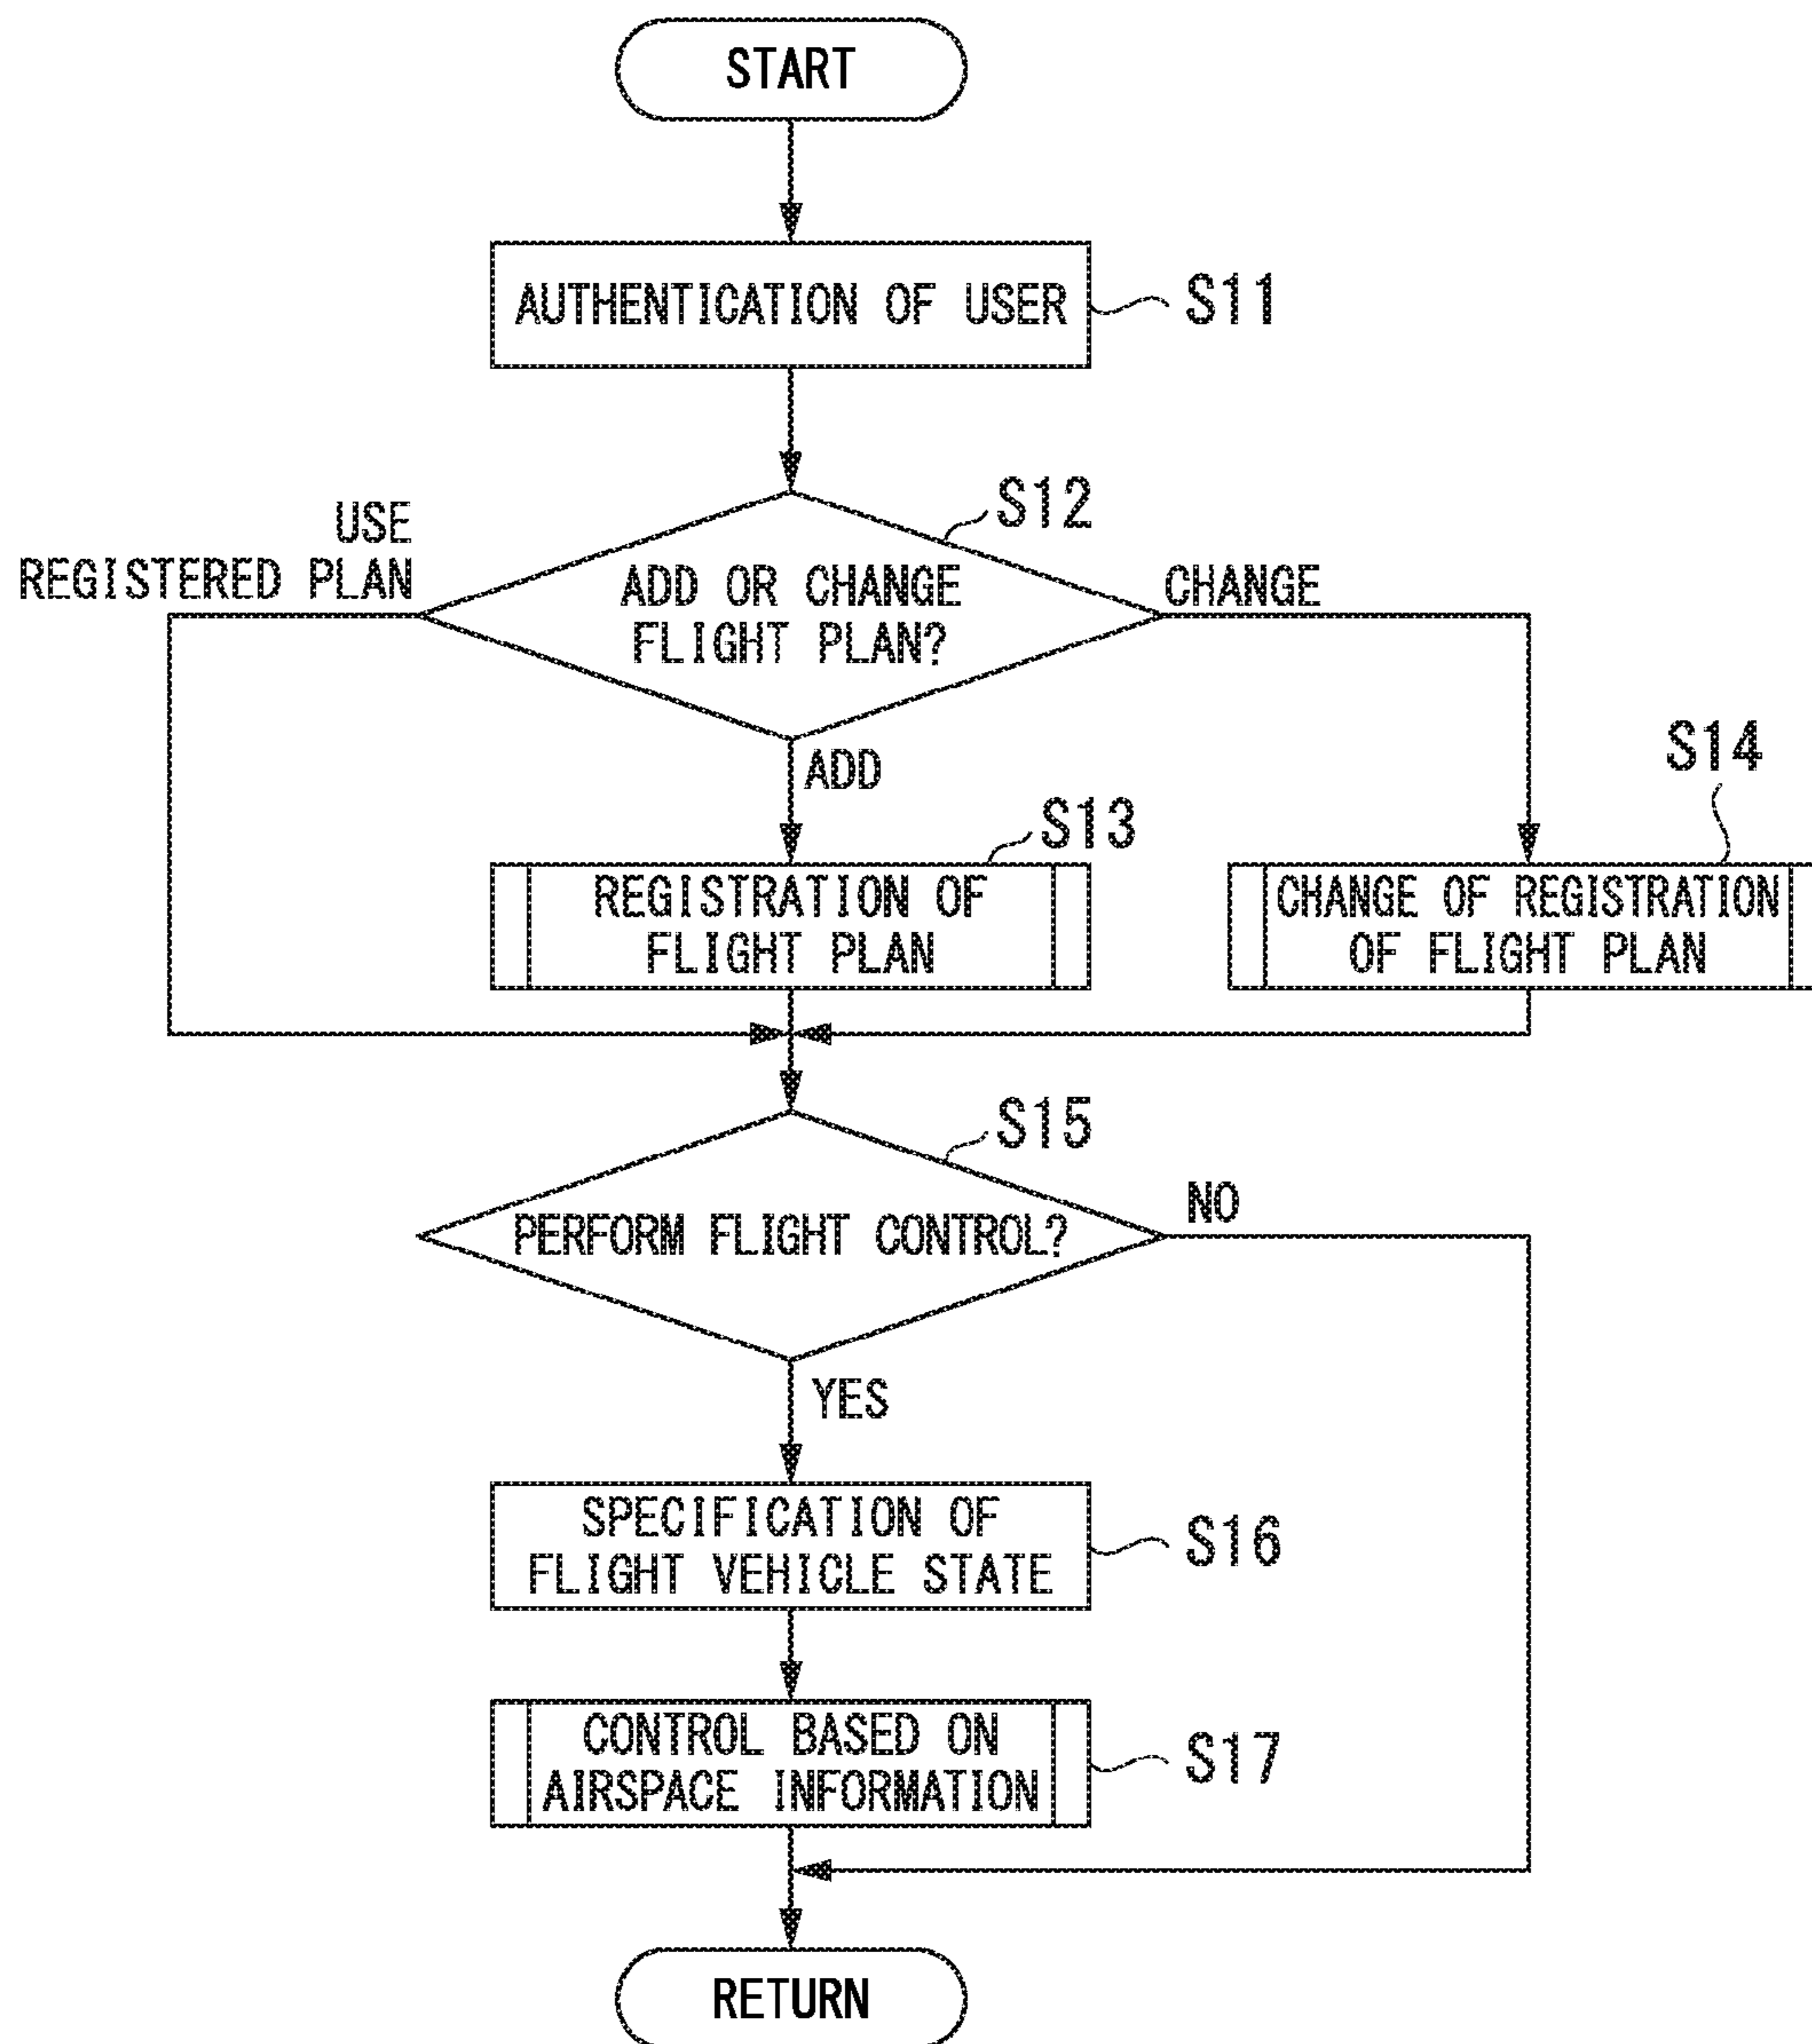 START
AUTHENTICATION OF USER
S11
S12
USE
REGISTERED PLAN
ADD OR CHANGE
FLIGHT PLAN?
CHANGE
ADD
S13
S14
REGISTRATION OF
FLIGHT PLAN
CHANGE OF REGISTRATION
OF FLIGHT PLAN
S15
PERFORM FLIGHT CONTROL?
NO
YES
SPECIFICATION OF
FLIGHT VEHICLE STATE
S16
CONTROL BASED ON
AIRSPACE INFORMATION
S17
RETURN